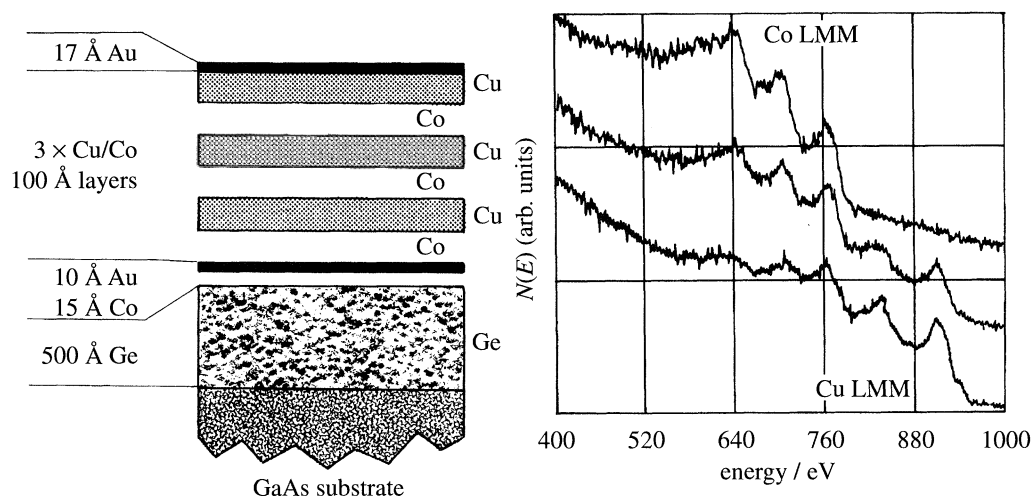 17 Å Au
3 × Cu/Co
100 Å layers
10 Å Au
15 Å Co
500 Å Ge
Cu
Co
Cu
Co
Cu
Co
Ge
GaAs substrate
N(E) (arb. units)
Co LMM
Cu LMM
400 520 640 760 880 1000
energy / eV